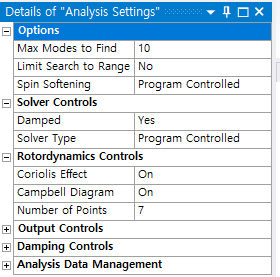 Details of "Analysis Settings"
Options
Max Modes to Find 10
Limit Search to Range No
Spin Softening Program Controlled
Solver Controls
Damped Yes
Solver Type Program Controlled
Rotordynamics Controls
Coriolis Effect On
Campbell Diagram On
Number of Points 7
Output Controls
Damping Controls
Analysis Data Management